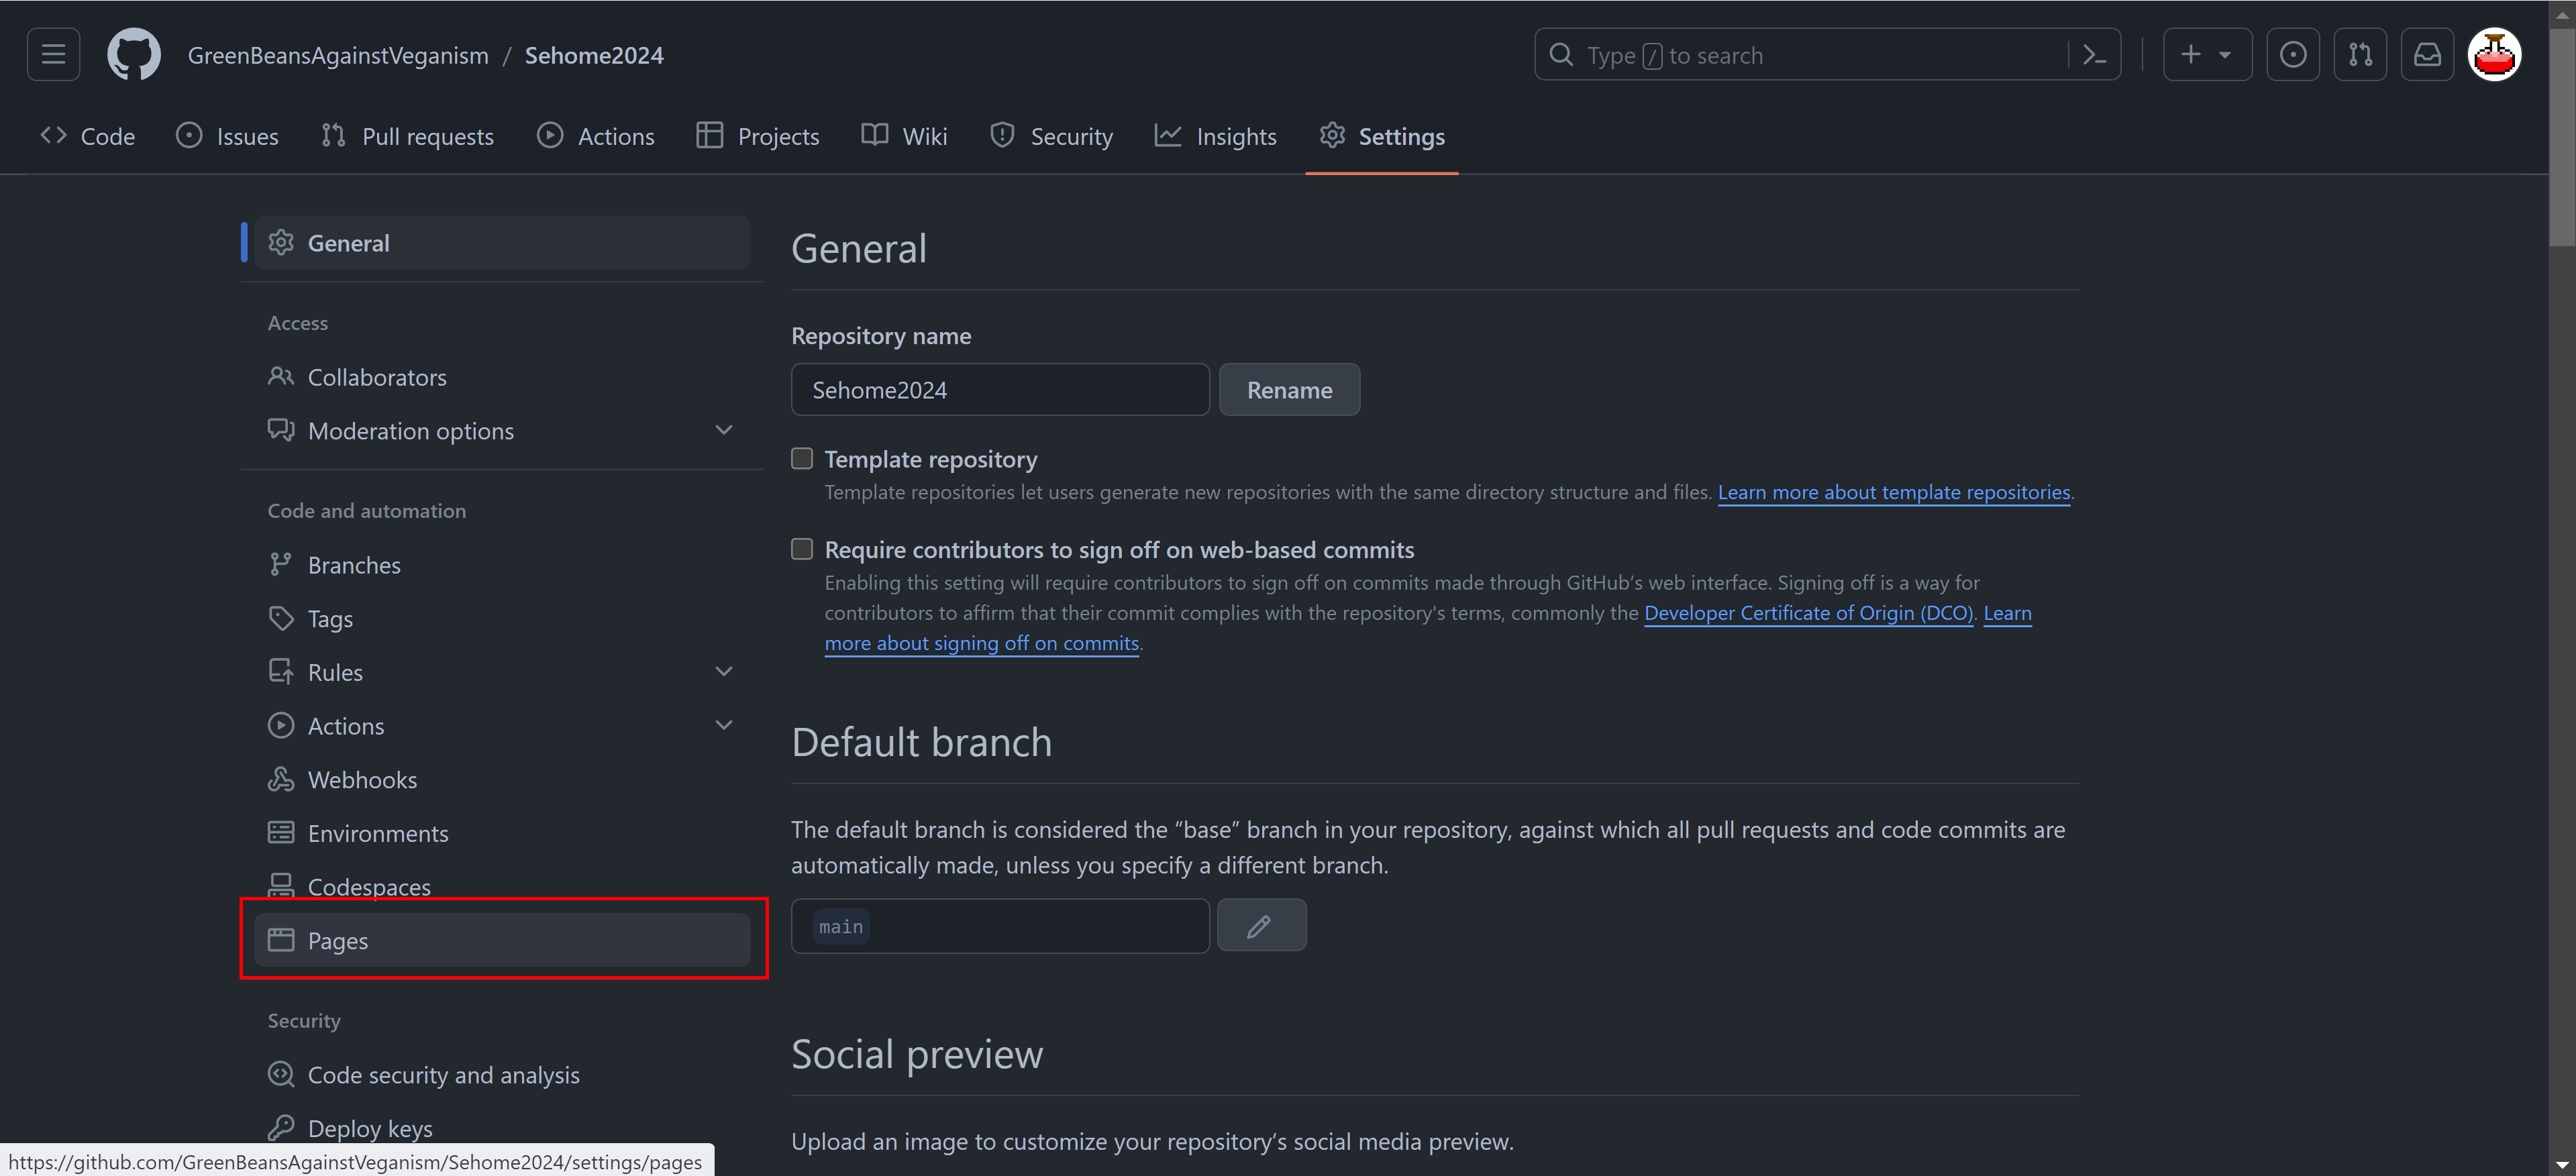 GreenBeansAgainstVeganism / Sehome2024
Type / to search
Code
Issues
Pull requests
Actions
Projects
Wiki
Security
Insights
Settings
General
Access
Collaborators
Moderation options
Code and automation
Branches
Tags
Rules
Actions
Webhooks
Environments
Codespaces
Pages
Security
Code security and analysis
Deploy keys
General
Repository name
Sehome2024
Rename
Template repository
Template repositories let users generate new repositories with the same directory structure and files. Learn more about template repositories.
Require contributors to sign off on web-based commits
Enabling this setting will require contributors to sign off on commits made through GitHub’s web interface. Signing off is a way for
contributors to affirm that their commit complies with the repository's terms, commonly the Developer Certificate of Origin (DCO). Learn
more about signing off on commits.
Default branch
The default branch is considered the “base” branch in your repository, against which all pull requests and code commits are
automatically made, unless you specify a different branch.
main
Social preview
Upload an image to customize your repository’s social media preview.
https://github.com/GreenBeansAgainstVeganism/Sehome2024/settings/pages